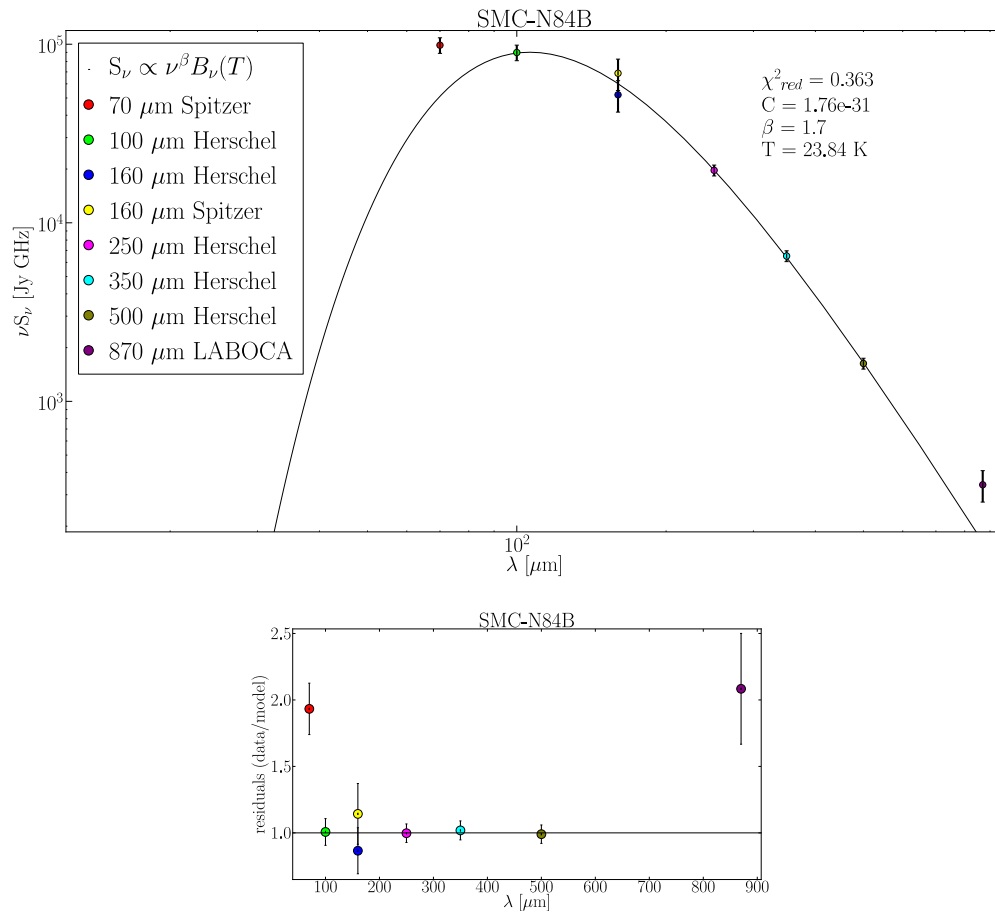 SMC-N84B
S_ν ∝ ν^β B_ν(T)
70 μm Spitzer
100 μm Herschel
160 μm Herschel
160 μm Spitzer
250 μm Herschel
350 μm Herschel
500 μm Herschel
870 μm LABOCA
χ²_red = 0.363
C = 1.76e-31
β = 1.7
T = 23.84 K
10^5
10^4
10^3
νS_ν [Jy GHz]
10^2
λ [μm]
SMC-N84B
2.5
2.0
1.5
1.0
residuals (data/model)
100 200 300 400 500 600 700 800 900
λ [μm]